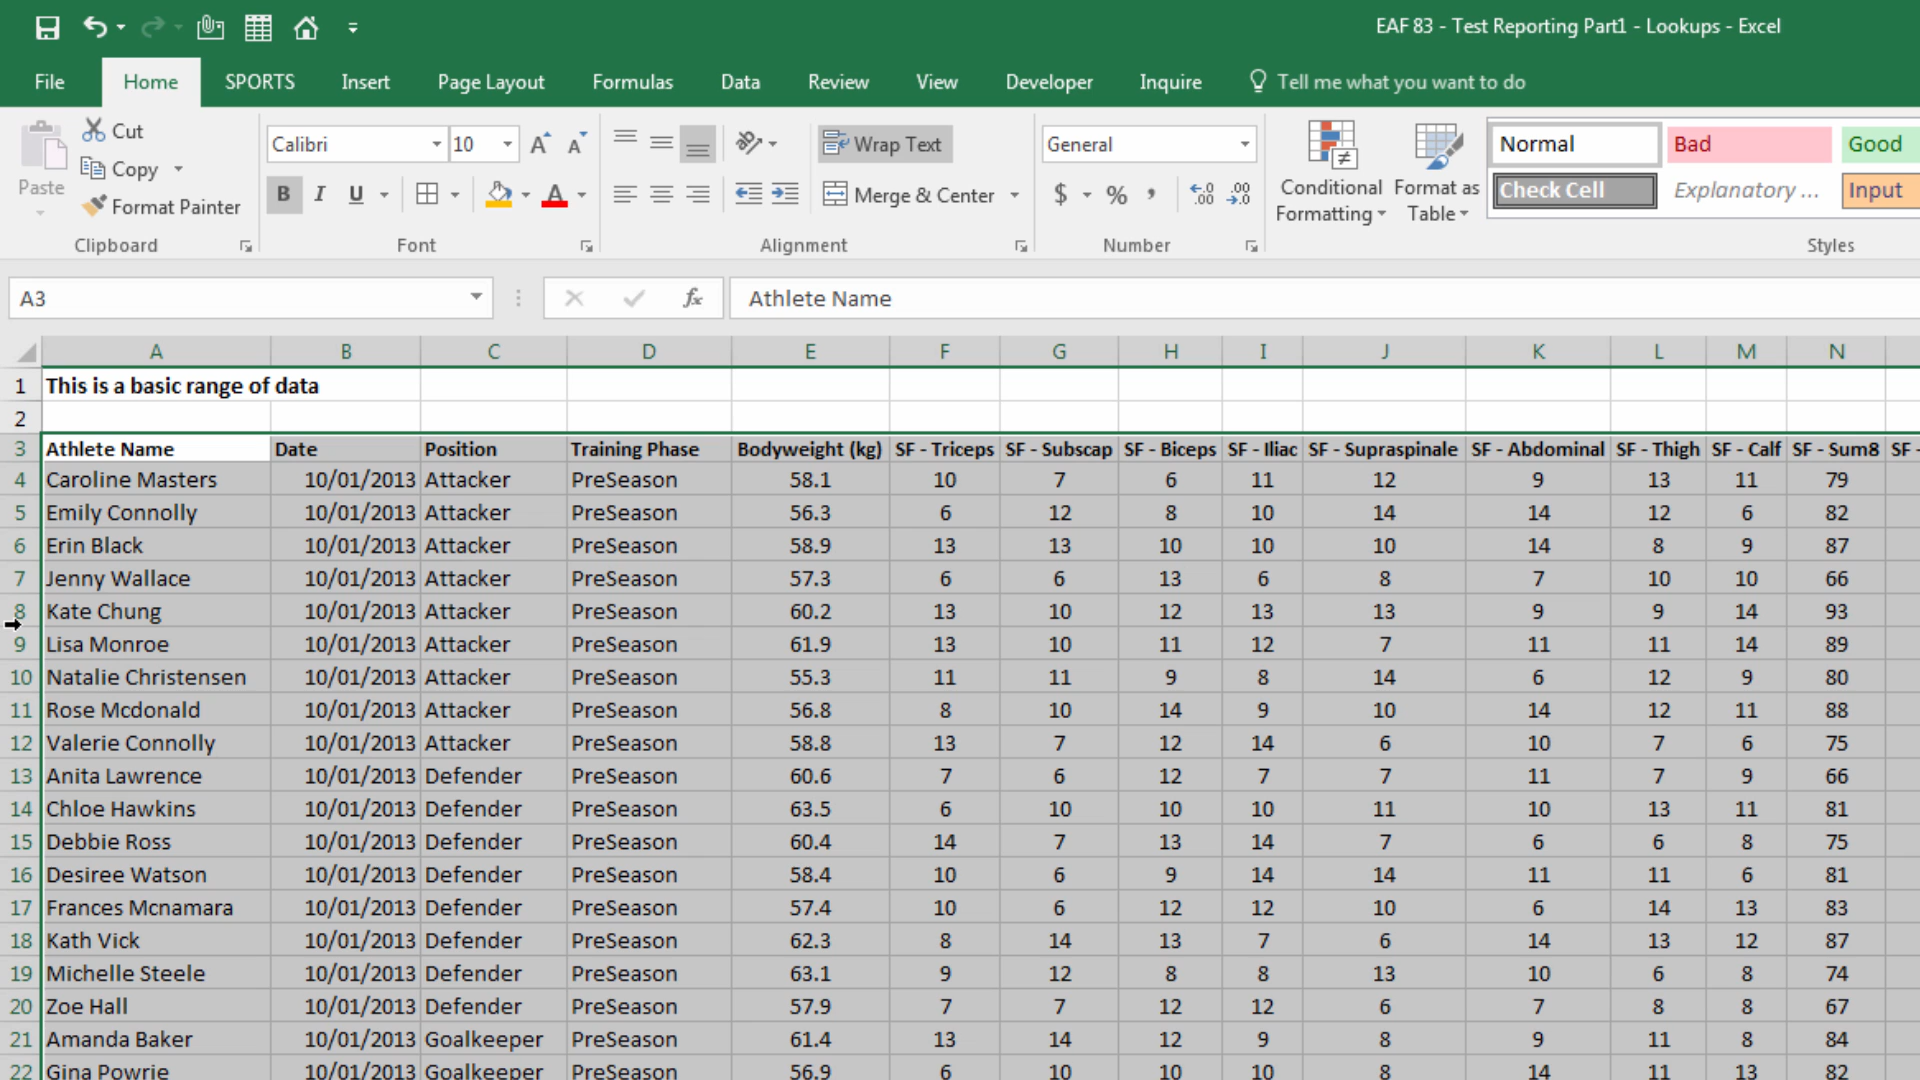 EAF 83 - Test Reporting Part1 - Lookups - Excel
File Home SPORTS Insert Page Layout Formulas Data Review View Developer Inquire Tell me what you want to do
Paste Cut Copy Format Painter Clipboard
Calibri 10 B I U A Font
Wrap Text Merge & Center Alignment
General $ % , .0 .00 Number
Conditional Formatting Format as Table
Normal Bad Good
Check Cell Explanatory ... Input
Styles
A3 fx Athlete Name
A B C D E F G H I J K L M N
1 This is a basic range of data
2
3 Athlete Name Date Position Training Phase Bodyweight (kg) SF - Triceps SF - Subscap SF - Biceps SF - Iliac SF - Supraspinale SF - Abdominal SF - Thigh SF - Calf SF - Sum8 SF -
4 Caroline Masters 10/01/2013 Attacker PreSeason 58.1 10 7 6 11 12 9 13 11 79
5 Emily Connolly 10/01/2013 Attacker PreSeason 56.3 6 12 8 10 14 14 12 6 82
6 Erin Black 10/01/2013 Attacker PreSeason 58.9 13 13 10 10 10 14 8 9 87
7 Jenny Wallace 10/01/2013 Attacker PreSeason 57.3 6 6 13 6 8 7 10 10 66
8 Kate Chung 10/01/2013 Attacker PreSeason 60.2 13 10 12 13 13 9 9 14 93
9 Lisa Monroe 10/01/2013 Attacker PreSeason 61.9 13 10 11 12 7 11 11 14 89
10 Natalie Christensen 10/01/2013 Attacker PreSeason 55.3 11 11 9 8 14 6 12 9 80
11 Rose Mcdonald 10/01/2013 Attacker PreSeason 56.8 8 10 14 9 10 14 12 11 88
12 Valerie Connolly 10/01/2013 Attacker PreSeason 58.8 13 7 12 14 6 10 7 6 75
13 Anita Lawrence 10/01/2013 Defender PreSeason 60.6 7 6 12 7 7 11 7 9 66
14 Chloe Hawkins 10/01/2013 Defender PreSeason 63.5 6 10 10 10 11 10 13 11 81
15 Debbie Ross 10/01/2013 Defender PreSeason 60.4 14 7 13 14 7 6 6 8 75
16 Desiree Watson 10/01/2013 Defender PreSeason 58.4 10 6 9 14 14 11 11 6 81
17 Frances Mcnamara 10/01/2013 Defender PreSeason 57.4 10 6 12 12 10 6 14 13 83
18 Kath Vick 10/01/2013 Defender PreSeason 62.3 8 14 13 7 6 14 13 12 87
19 Michelle Steele 10/01/2013 Defender PreSeason 63.1 9 12 8 8 13 10 6 8 74
20 Zoe Hall 10/01/2013 Defender PreSeason 57.9 7 7 12 12 6 7 8 8 67
21 Amanda Baker 10/01/2013 Goalkeeper PreSeason 61.4 13 14 12 9 8 9 11 8 84
22 Gina Powrie 10/01/2013 Goalkeeper PreSeason 56.9 6 10 10 10 8 14 11 13 82